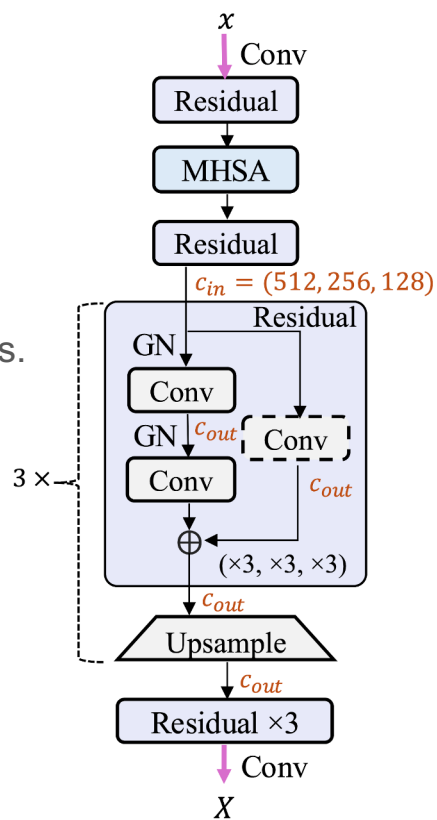 x
Conv
Residual
MHSA
Residual
c_in = (512, 256, 128)
Residual
s.
GN
Conv
GN
c_out
Conv
Conv
c_out
3 ×
⊕
(×3, ×3, ×3)
c_out
Upsample
c_out
Residual ×3
Conv
X